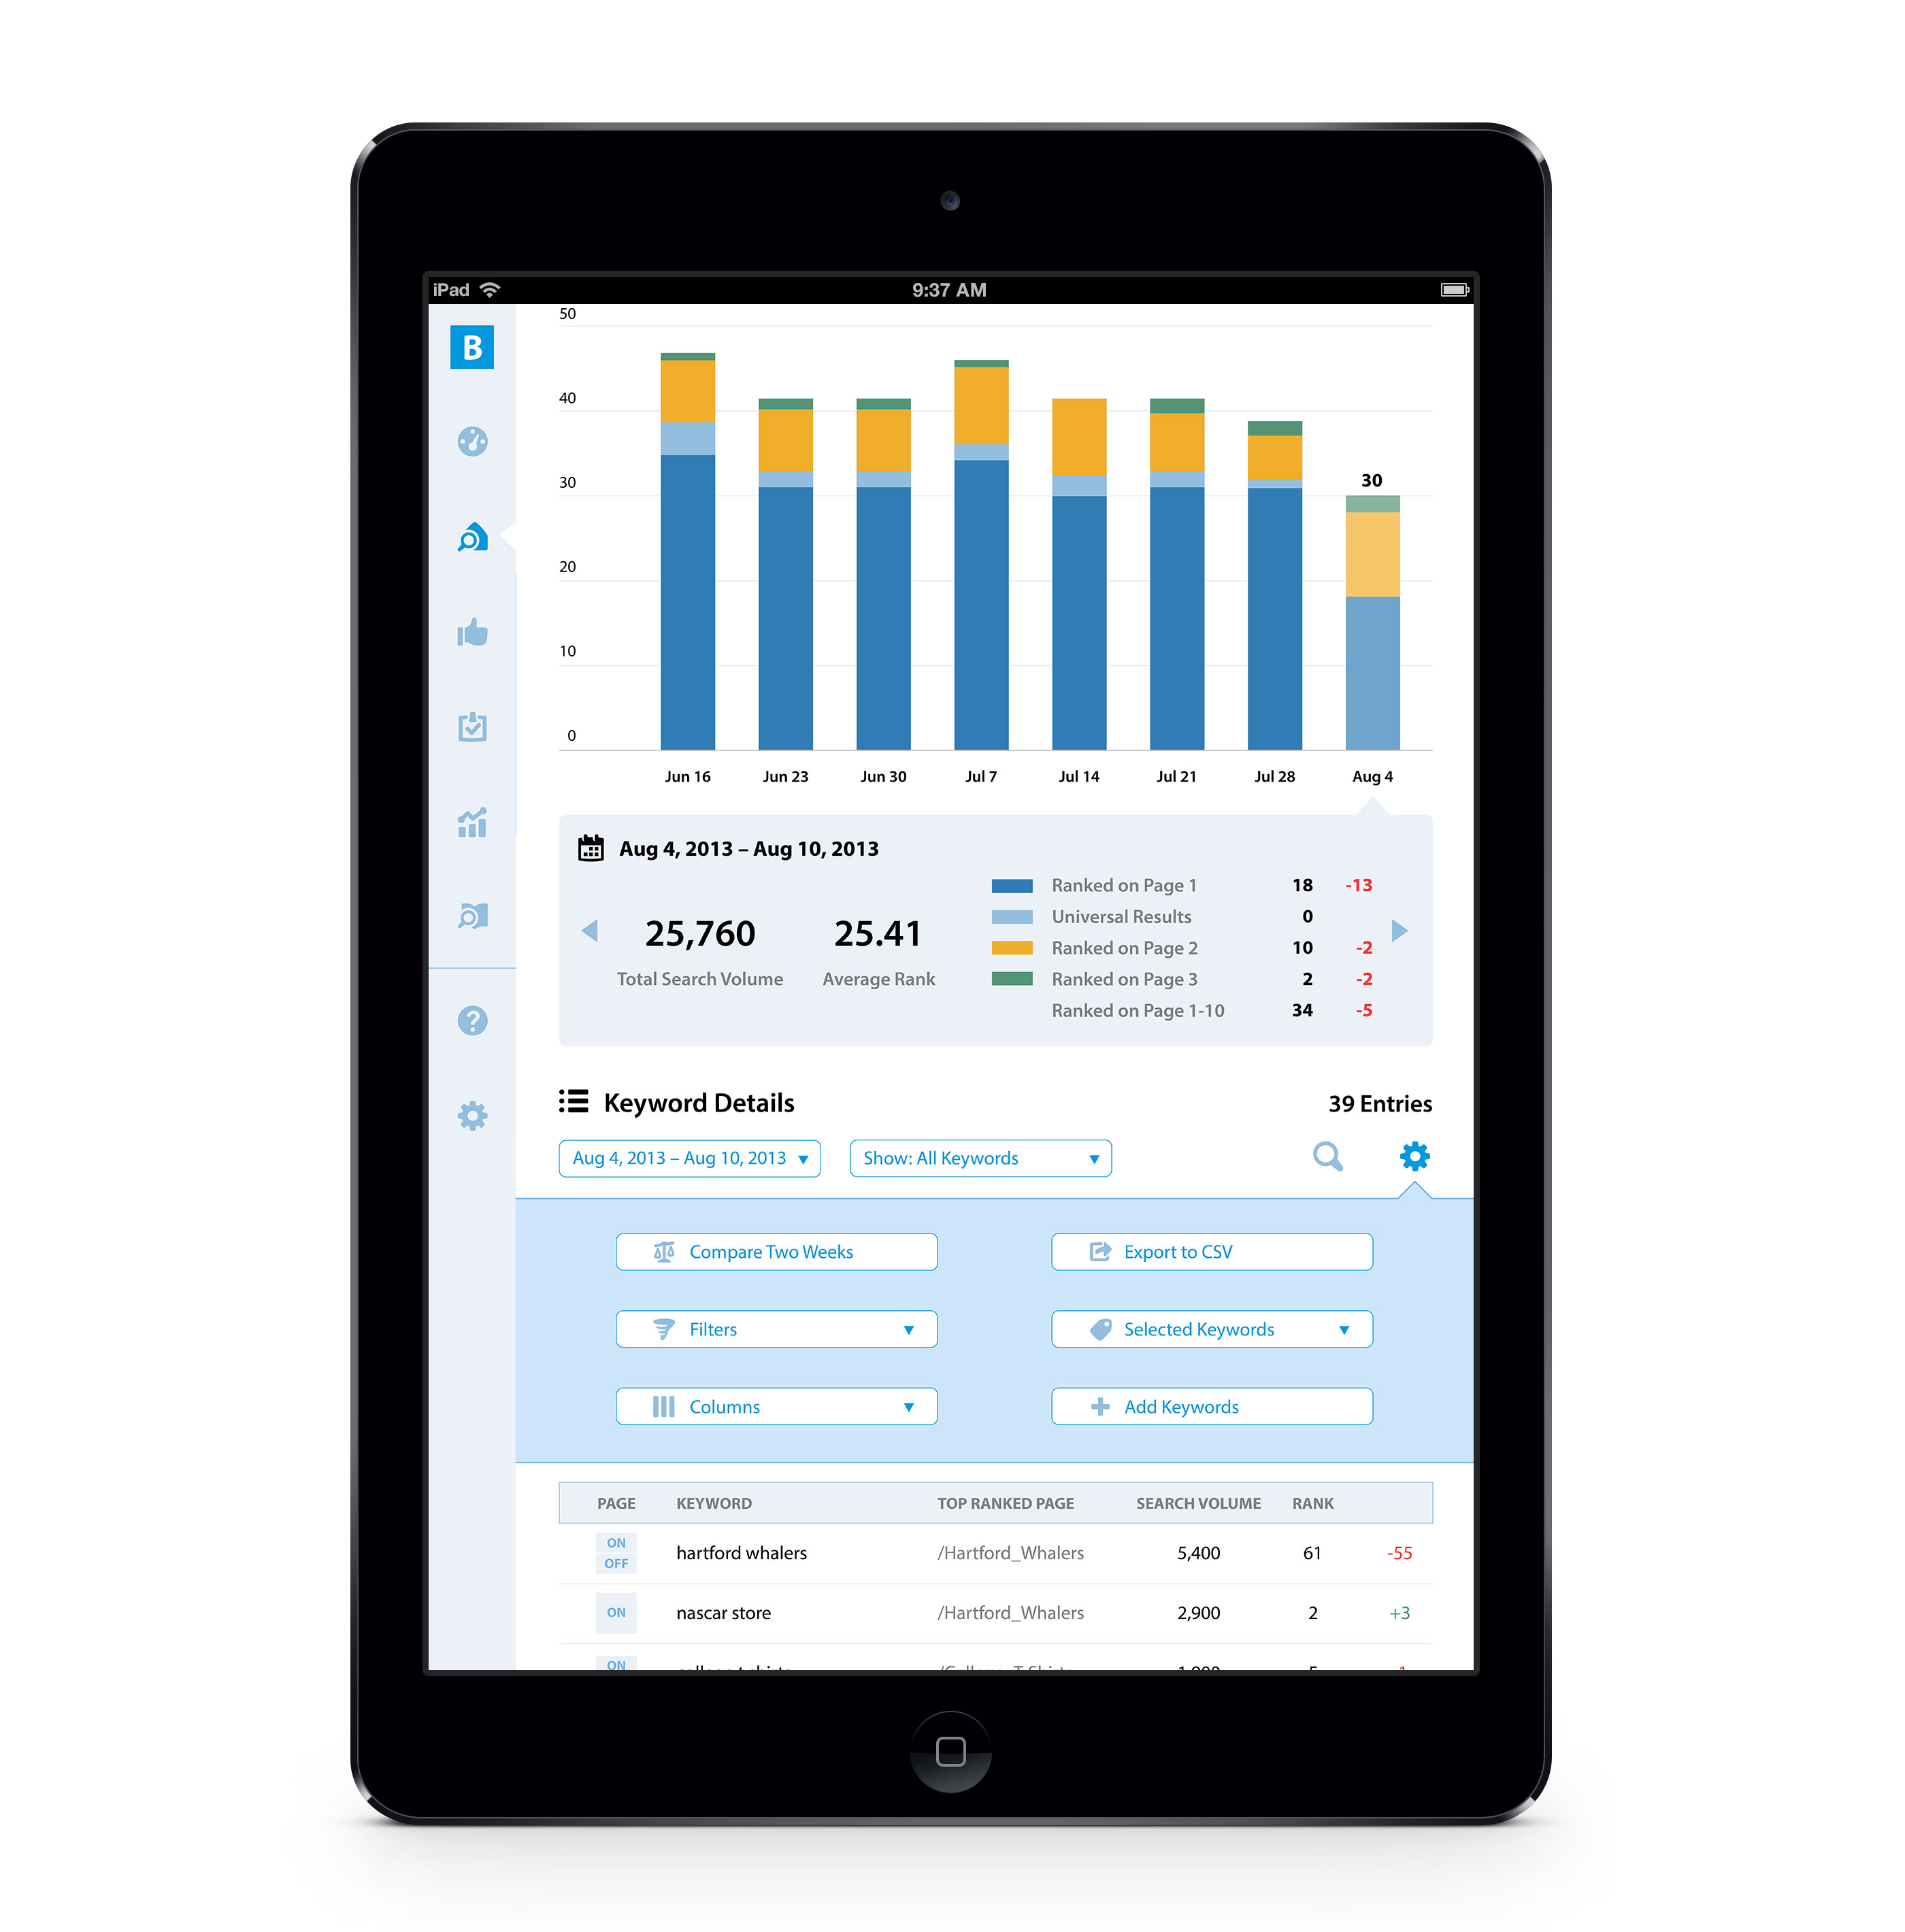 iPad 9:37 AM
B
50
40
30
20
10
0
30
Jun 16 Jun 23 Jun 30 Jul 7 Jul 14 Jul 21 Jul 28 Aug 4
Aug 4, 2013 – Aug 10, 2013
25,760
Total Search Volume
25.41
Average Rank
Ranked on Page 1 18 -13
Universal Results 0
Ranked on Page 2 10 -2
Ranked on Page 3 2 -2
Ranked on Page 1-10 34 -5
Keyword Details 39 Entries
Aug 4, 2013 – Aug 10, 2013 ▼ Show: All Keywords ▼
Compare Two Weeks Export to CSV
Filters ▼ Selected Keywords ▼
Columns ▼ Add Keywords
PAGE KEYWORD TOP RANKED PAGE SEARCH VOLUME RANK
ON
OFF
hartford whalers /Hartford_Whalers 5,400 61 -55
ON nascar store /Hartford_Whalers 2,900 2 +3
ON